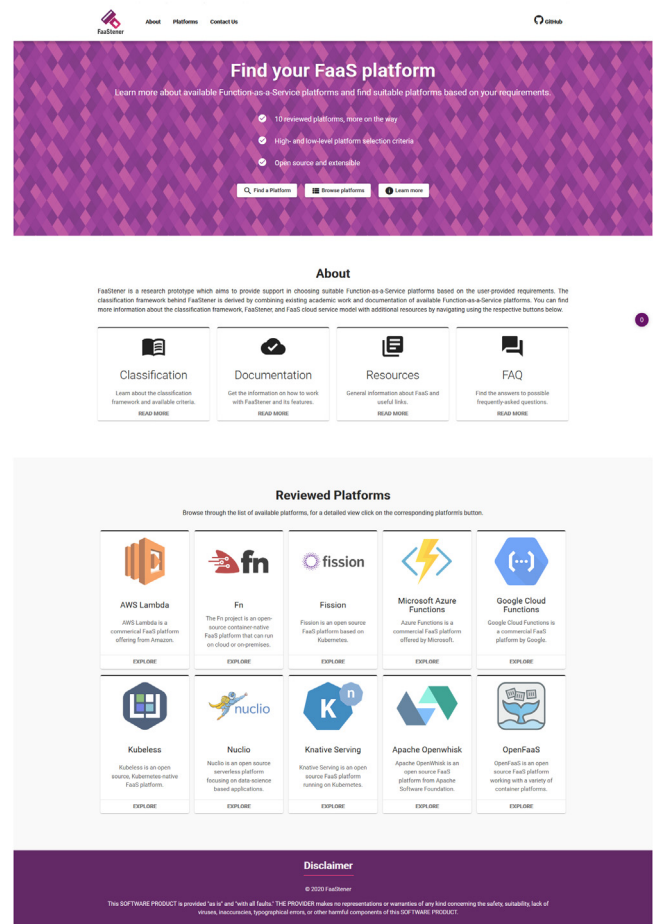 FaaStener
About Platforms Contact Us
GitHub
Find your FaaS platform
Learn more about available Function-as-a-Service platforms and find suitable platforms based on your requirements.
10 reviewed platforms, more on the way
High- and low-level platform selection criteria
Open source and extensible
Find a Platform Browse platforms Learn more
About
FaaStener is a research prototype which aims to provide support in choosing suitable Function-as-a-Service platforms based on the user-provided requirements. The
classification framework behind FaaStener is derived by combining existing academic work and documentation of available Function-as-a-Service platforms. You can find
more information about the classification framework, FaaStener, and FaaS cloud service model with additional resources by navigating using the respective buttons below.
0
Classification
Learn about the classification
framework and available criteria.
READ MORE
Documentation
Get the information on how to work
with FaaStener and its features.
READ MORE
Resources
General information about FaaS and
useful links.
READ MORE
FAQ
Find the answers to possible
frequently-asked questions.
READ MORE
Reviewed Platforms
Browse through the list of available platforms, for a detailed view click on the corresponding platform's button.
AWS Lambda
AWS Lambda is a
commerical FaaS platform
offering from Amazon.
EXPLORE
fn
Fn
The Fn project is an open-
source container-native
FaaS platform that can run
on cloud or on-premises.
EXPLORE
fission
Fission
Fission is an open source
FaaS platform based on
Kubernetes.
EXPLORE
Microsoft Azure
Functions
Azure Functions is a
commercial FaaS platform
offered by Microsoft.
EXPLORE
Google Cloud
Functions
Google Cloud Functions is
a commercial FaaS
platform by Google.
EXPLORE
Kubeless
Kubeless is an open
source, Kubernetes-native
FaaS platform.
EXPLORE
nuclio
Nuclio
Nuclio is an open source
serverless platform
focusing on data-science
based applications.
EXPLORE
K n
Knative Serving
Knative Serving is an open
source FaaS platform
running on Kubernetes.
EXPLORE
Apache Openwhisk
Apache OpenWhisk is an
open source FaaS
platform from Apache
Software Foundation.
EXPLORE
OpenFaaS
OpenFaaS is an open
source FaaS platform
working with a variety of
container platforms.
EXPLORE
Disclaimer
© 2020 FaaStener
This SOFTWARE PRODUCT is provided "as is" and "with all faults." THE PROVIDER makes no representations or warranties of any kind concerning the safety, suitability, lack of
viruses, inaccuracies, typographical errors, or other harmful components of this SOFTWARE PRODUCT.